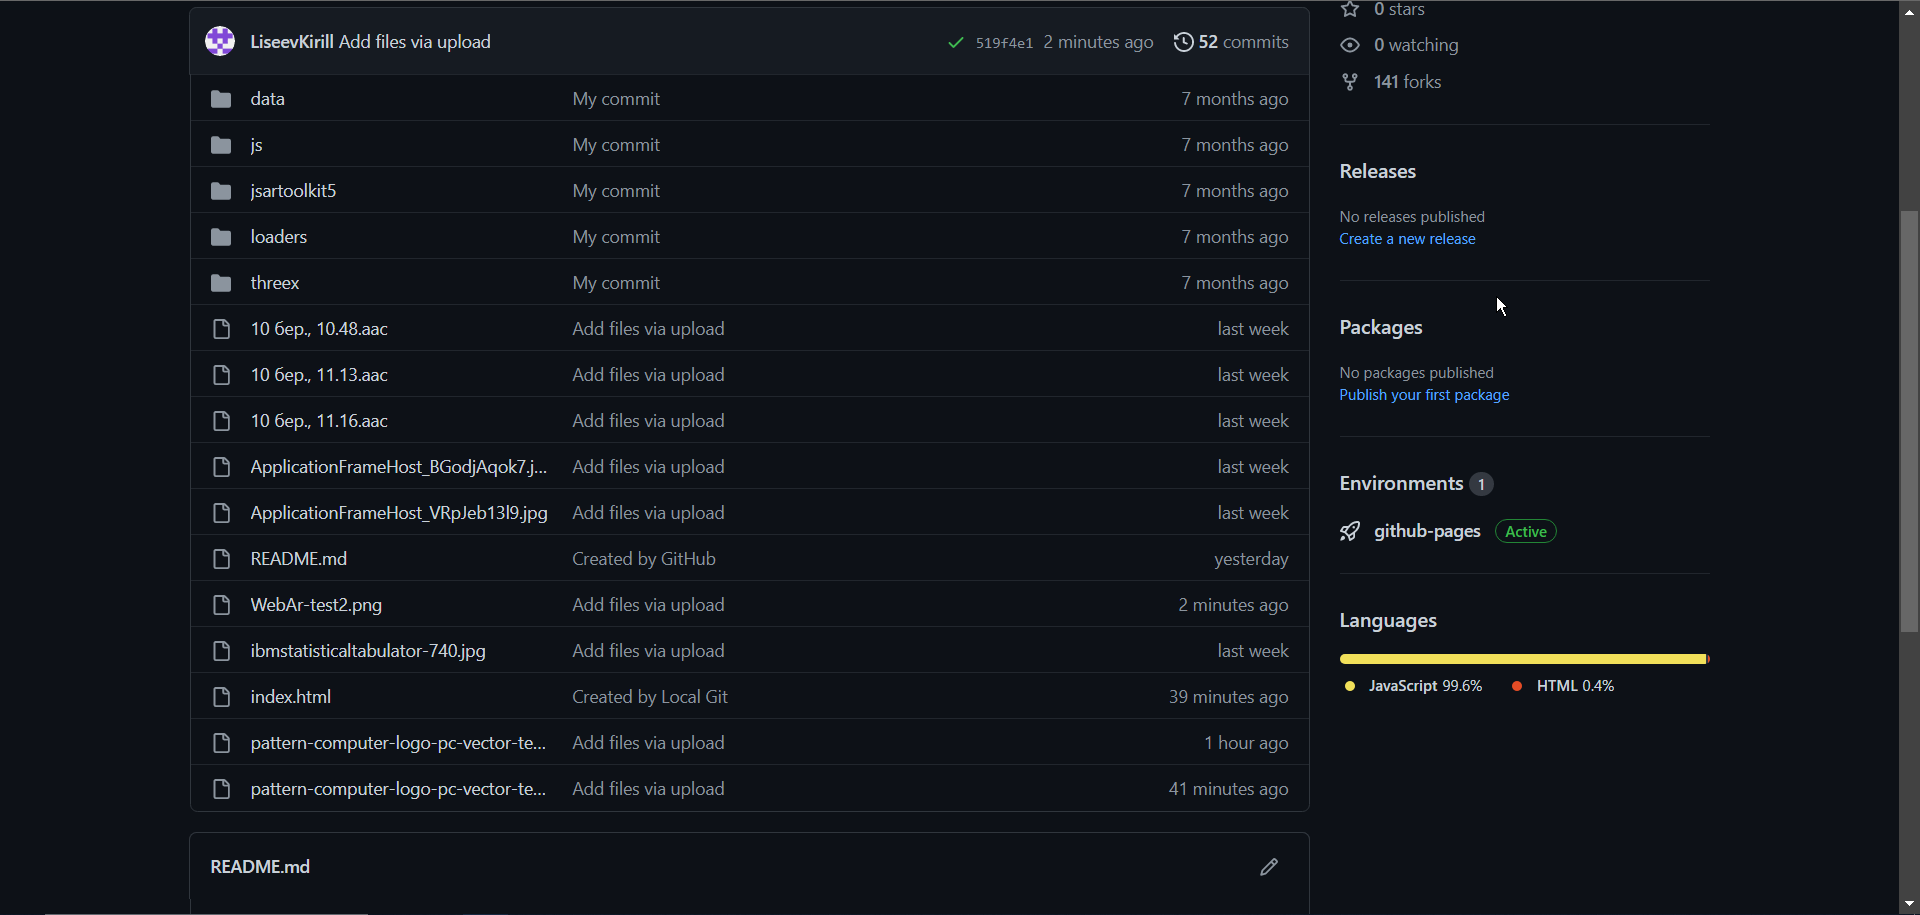 LiseevKirill Add files via upload 519f4e1 2 minutes ago 52 commits
data My commit 7 months ago
js My commit 7 months ago
jsartoolkit5 My commit 7 months ago
loaders My commit 7 months ago
threex My commit 7 months ago
10 бер., 10.48.aac Add files via upload last week
10 бер., 11.13.aac Add files via upload last week
10 бер., 11.16.aac Add files via upload last week
ApplicationFrameHost_BGodjAqok7.j... Add files via upload last week
ApplicationFrameHost_VRpJeb13l9.jpg Add files via upload last week
README.md Created by GitHub yesterday
WebAr-test2.png Add files via upload 2 minutes ago
ibmstatisticaltabulator-740.jpg Add files via upload last week
index.html Created by Local Git 39 minutes ago
pattern-computer-logo-pc-vector-te... Add files via upload 1 hour ago
pattern-computer-logo-pc-vector-te... Add files via upload 41 minutes ago
README.md
0 stars
0 watching
141 forks
Releases
No releases published
Create a new release
Packages
No packages published
Publish your first package
Environments 1
github-pages Active
Languages
JavaScript 99.6% HTML 0.4%